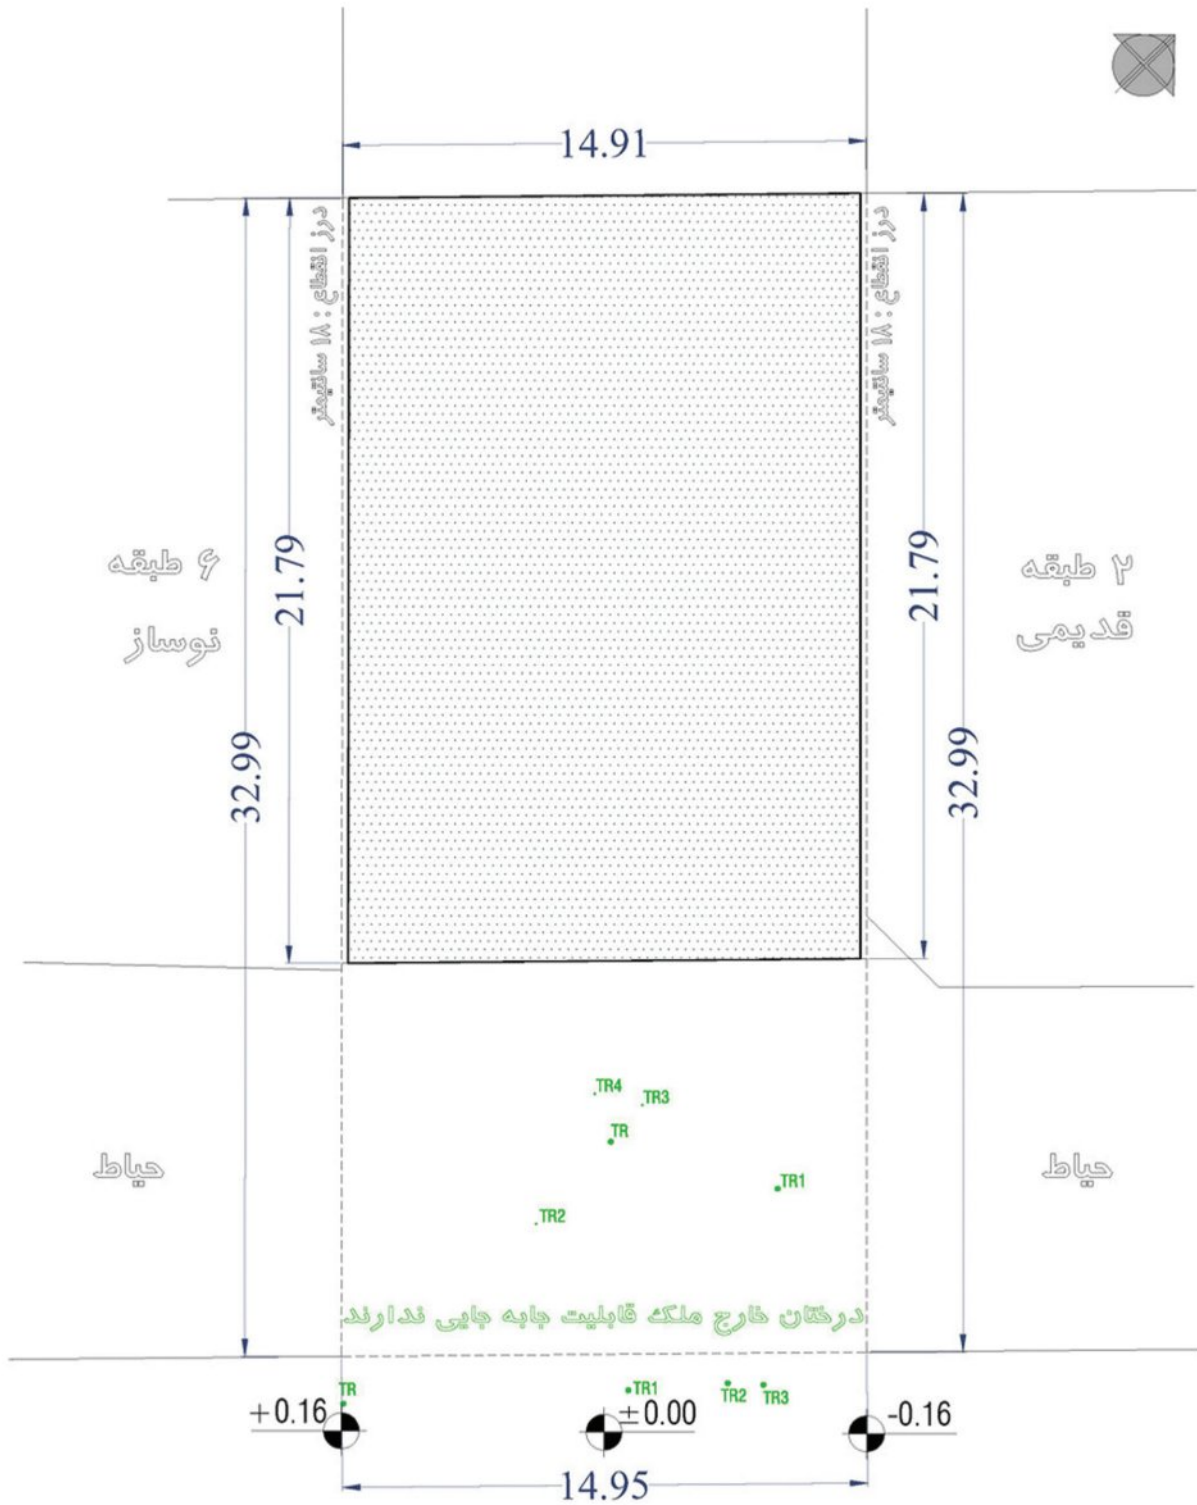 14.91
درز انقطاع : ۱۸ سانتیمتر
درز انقطاع : ۱۸ سانتیمتر
21.79
21.79
۶ طبقه
نوساز
۲ طبقه
قدیمی
32.99
32.99
TR4
TR3
TR
TR1
TR2
حیاط
حیاط
درختان خارج ملک قابلیت جابه جایی ندارند
TR
TR1
TR2
TR3
+0.16
±0.00
-0.16
14.95